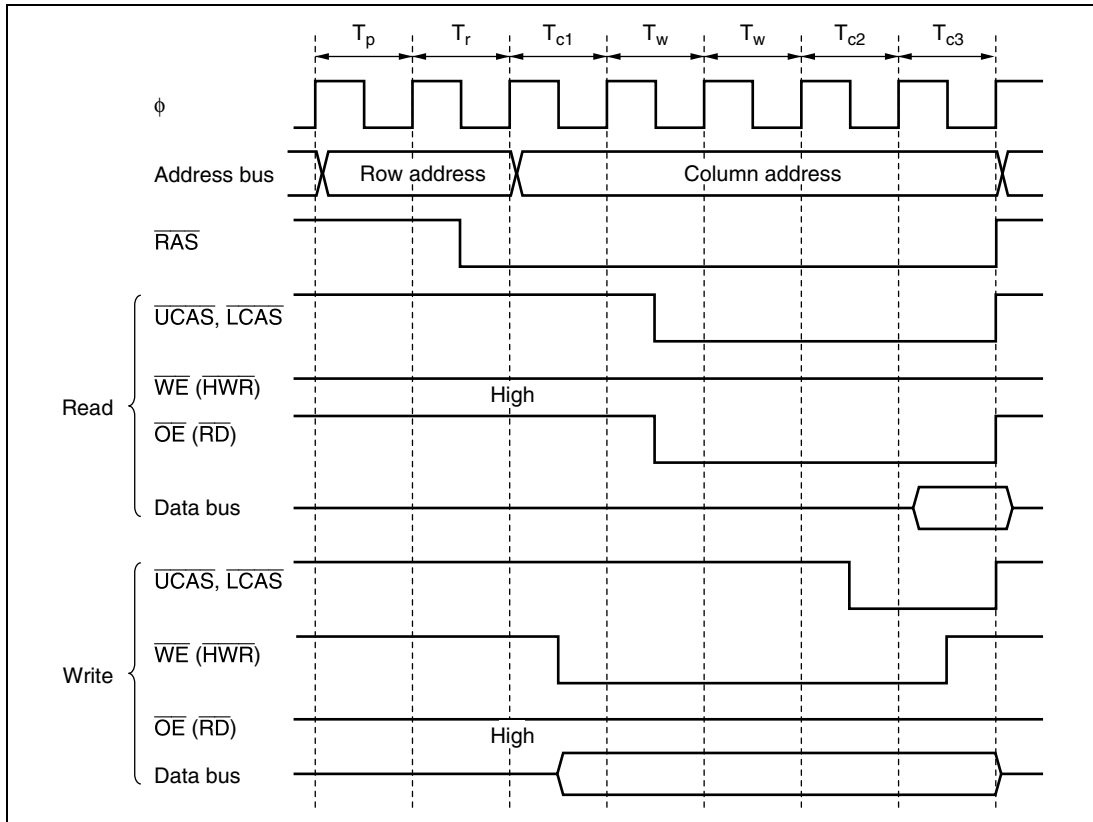 Tp Tr Tc1 Tw Tw Tc2 Tc3
ϕ
Address bus Row address Column address
RAS
Read
UCAS, LCAS
WE (HWR) High
OE (RD)
Data bus
Write
UCAS, LCAS
WE (HWR)
OE (RD) High
Data bus